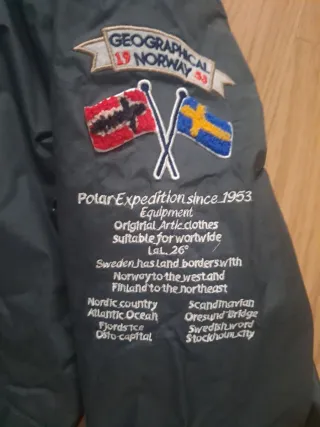 GEOGRAPHICAL
19 NORWAY 53
Polar Expedition since 1953
Equipment
Original Artic clothes
suitable for wortwide
Lal. 26°
Sweden has land borders with
Norway to the west and
Finland to the northeast
Nordic country
Atlantic Ocean
Fjords ice
Oslo capital
Scandinavian
Oresund Bridge
Swedish word
Stockholm city